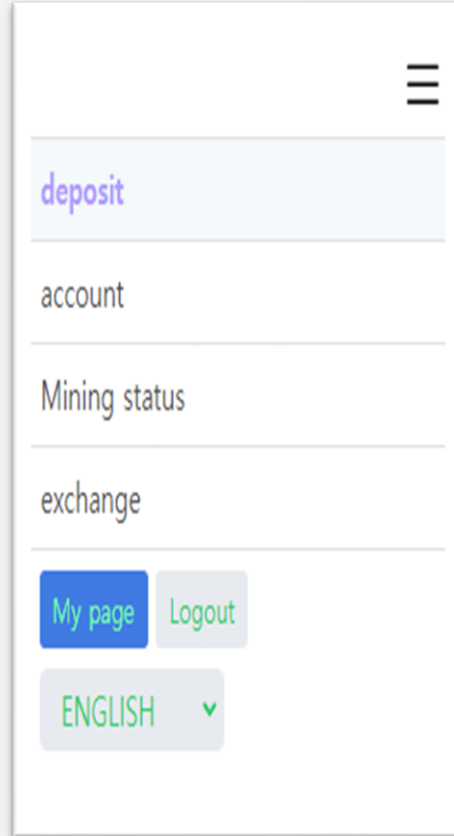 deposit
account
Mining status
exchange
My page Logout
ENGLISH